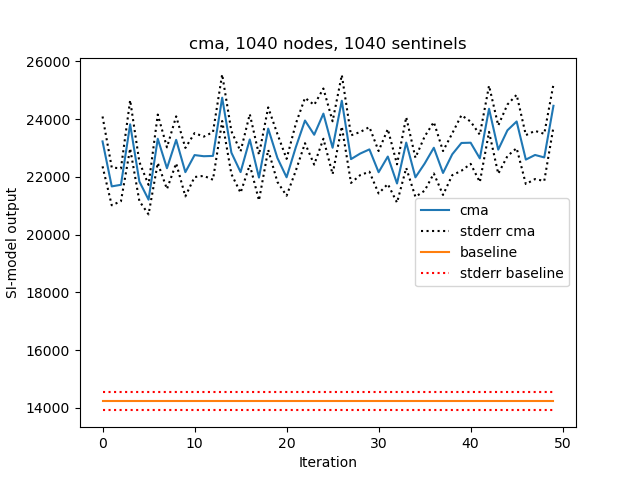 cma, 1040 nodes, 1040 sentinels
26000
24000
22000
20000
18000
16000
14000
SI-model output
cma
stderr cma
baseline
stderr baseline
0
10
20
30
40
50
Iteration